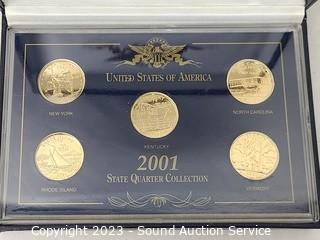 UNITED STATES OF AMERICA
NEW YORK
NORTH CAROLINA
KENTUCKY
2001
RHODE ISLAND
STATE QUARTER COLLECTION
VERMONT
Copyright 2023 - Sound Auction Service